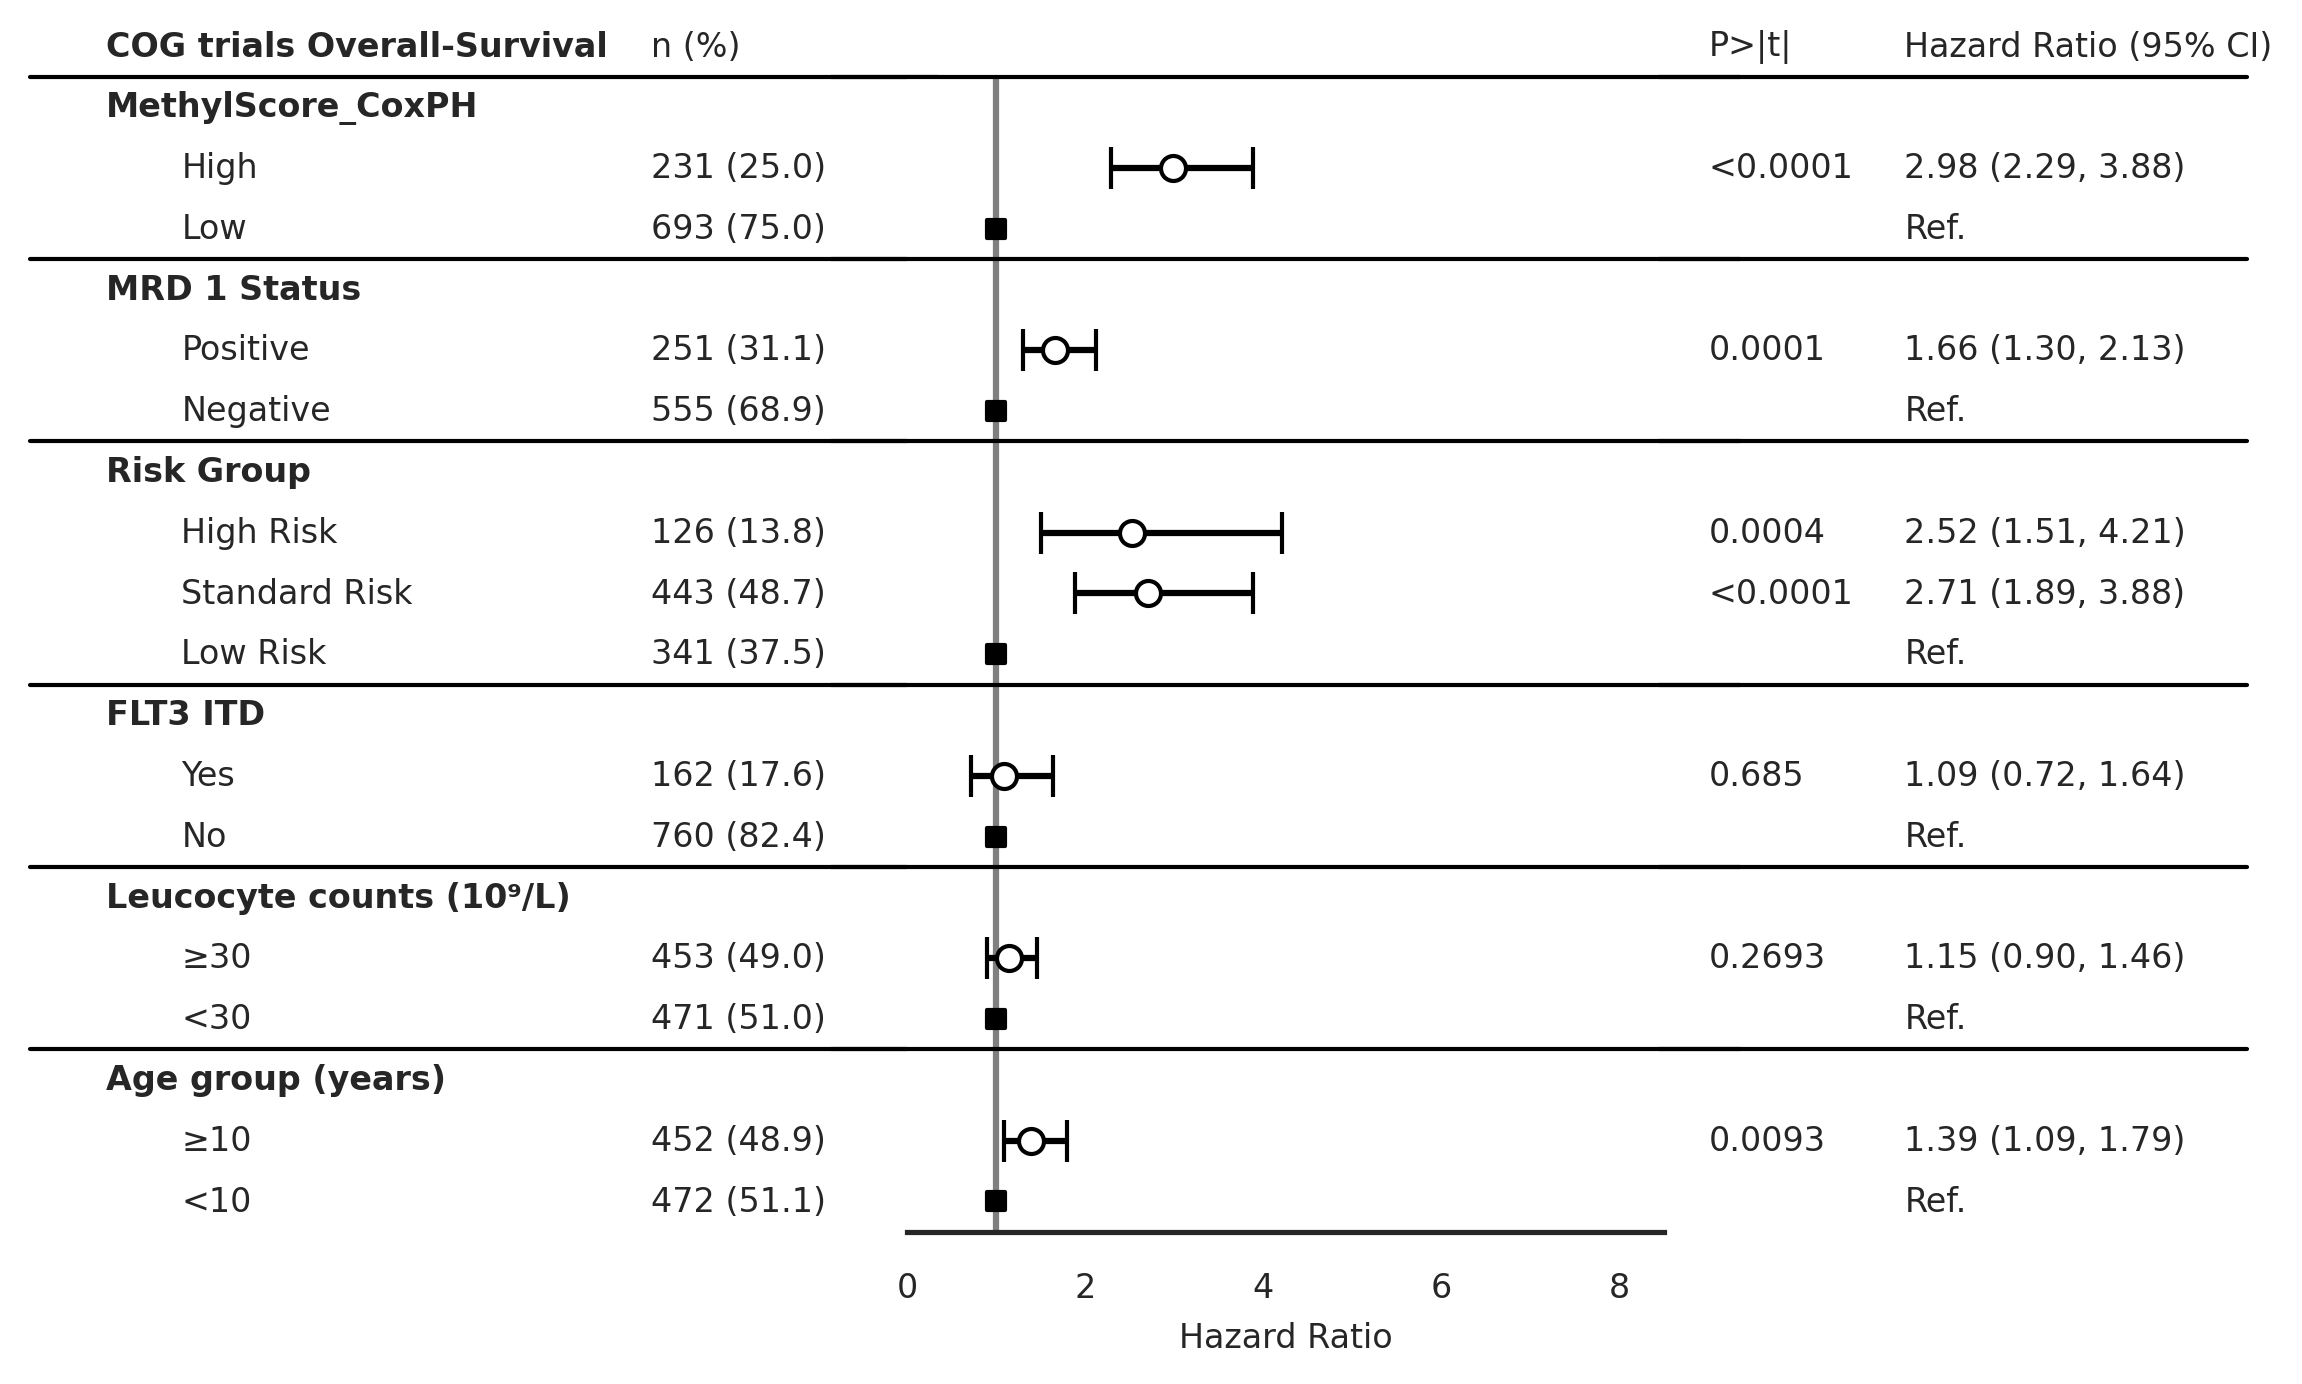 COG trials Overall-Survival n (%) P>|t| Hazard Ratio (95% CI)
MethylScore_CoxPH
High 231 (25.0) <0.0001 2.98 (2.29, 3.88)
Low 693 (75.0) Ref.
MRD 1 Status
Positive 251 (31.1) 0.0001 1.66 (1.30, 2.13)
Negative 555 (68.9) Ref.
Risk Group
High Risk 126 (13.8) 0.0004 2.52 (1.51, 4.21)
Standard Risk 443 (48.7) <0.0001 2.71 (1.89, 3.88)
Low Risk 341 (37.5) Ref.
FLT3 ITD
Yes 162 (17.6) 0.685 1.09 (0.72, 1.64)
No 760 (82.4) Ref.
Leucocyte counts (10⁹/L)
≥30 453 (49.0) 0.2693 1.15 (0.90, 1.46)
<30 471 (51.0) Ref.
Age group (years)
≥10 452 (48.9) 0.0093 1.39 (1.09, 1.79)
<10 472 (51.1) Ref.
0 2 4 6 8
Hazard Ratio